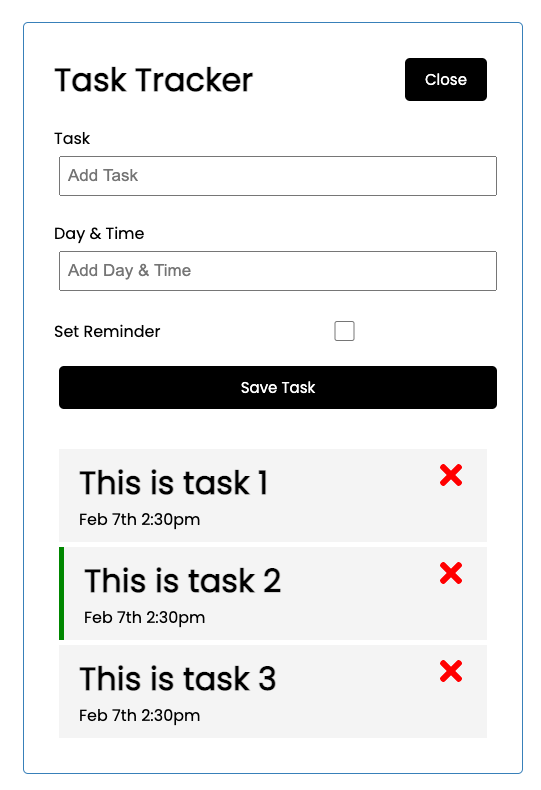 Task Tracker
Close
Task
Add Task
Day & Time
Add Day & Time
Set Reminder
Save Task
This is task 1
Feb 7th 2:30pm
This is task 2
Feb 7th 2:30pm
This is task 3
Feb 7th 2:30pm